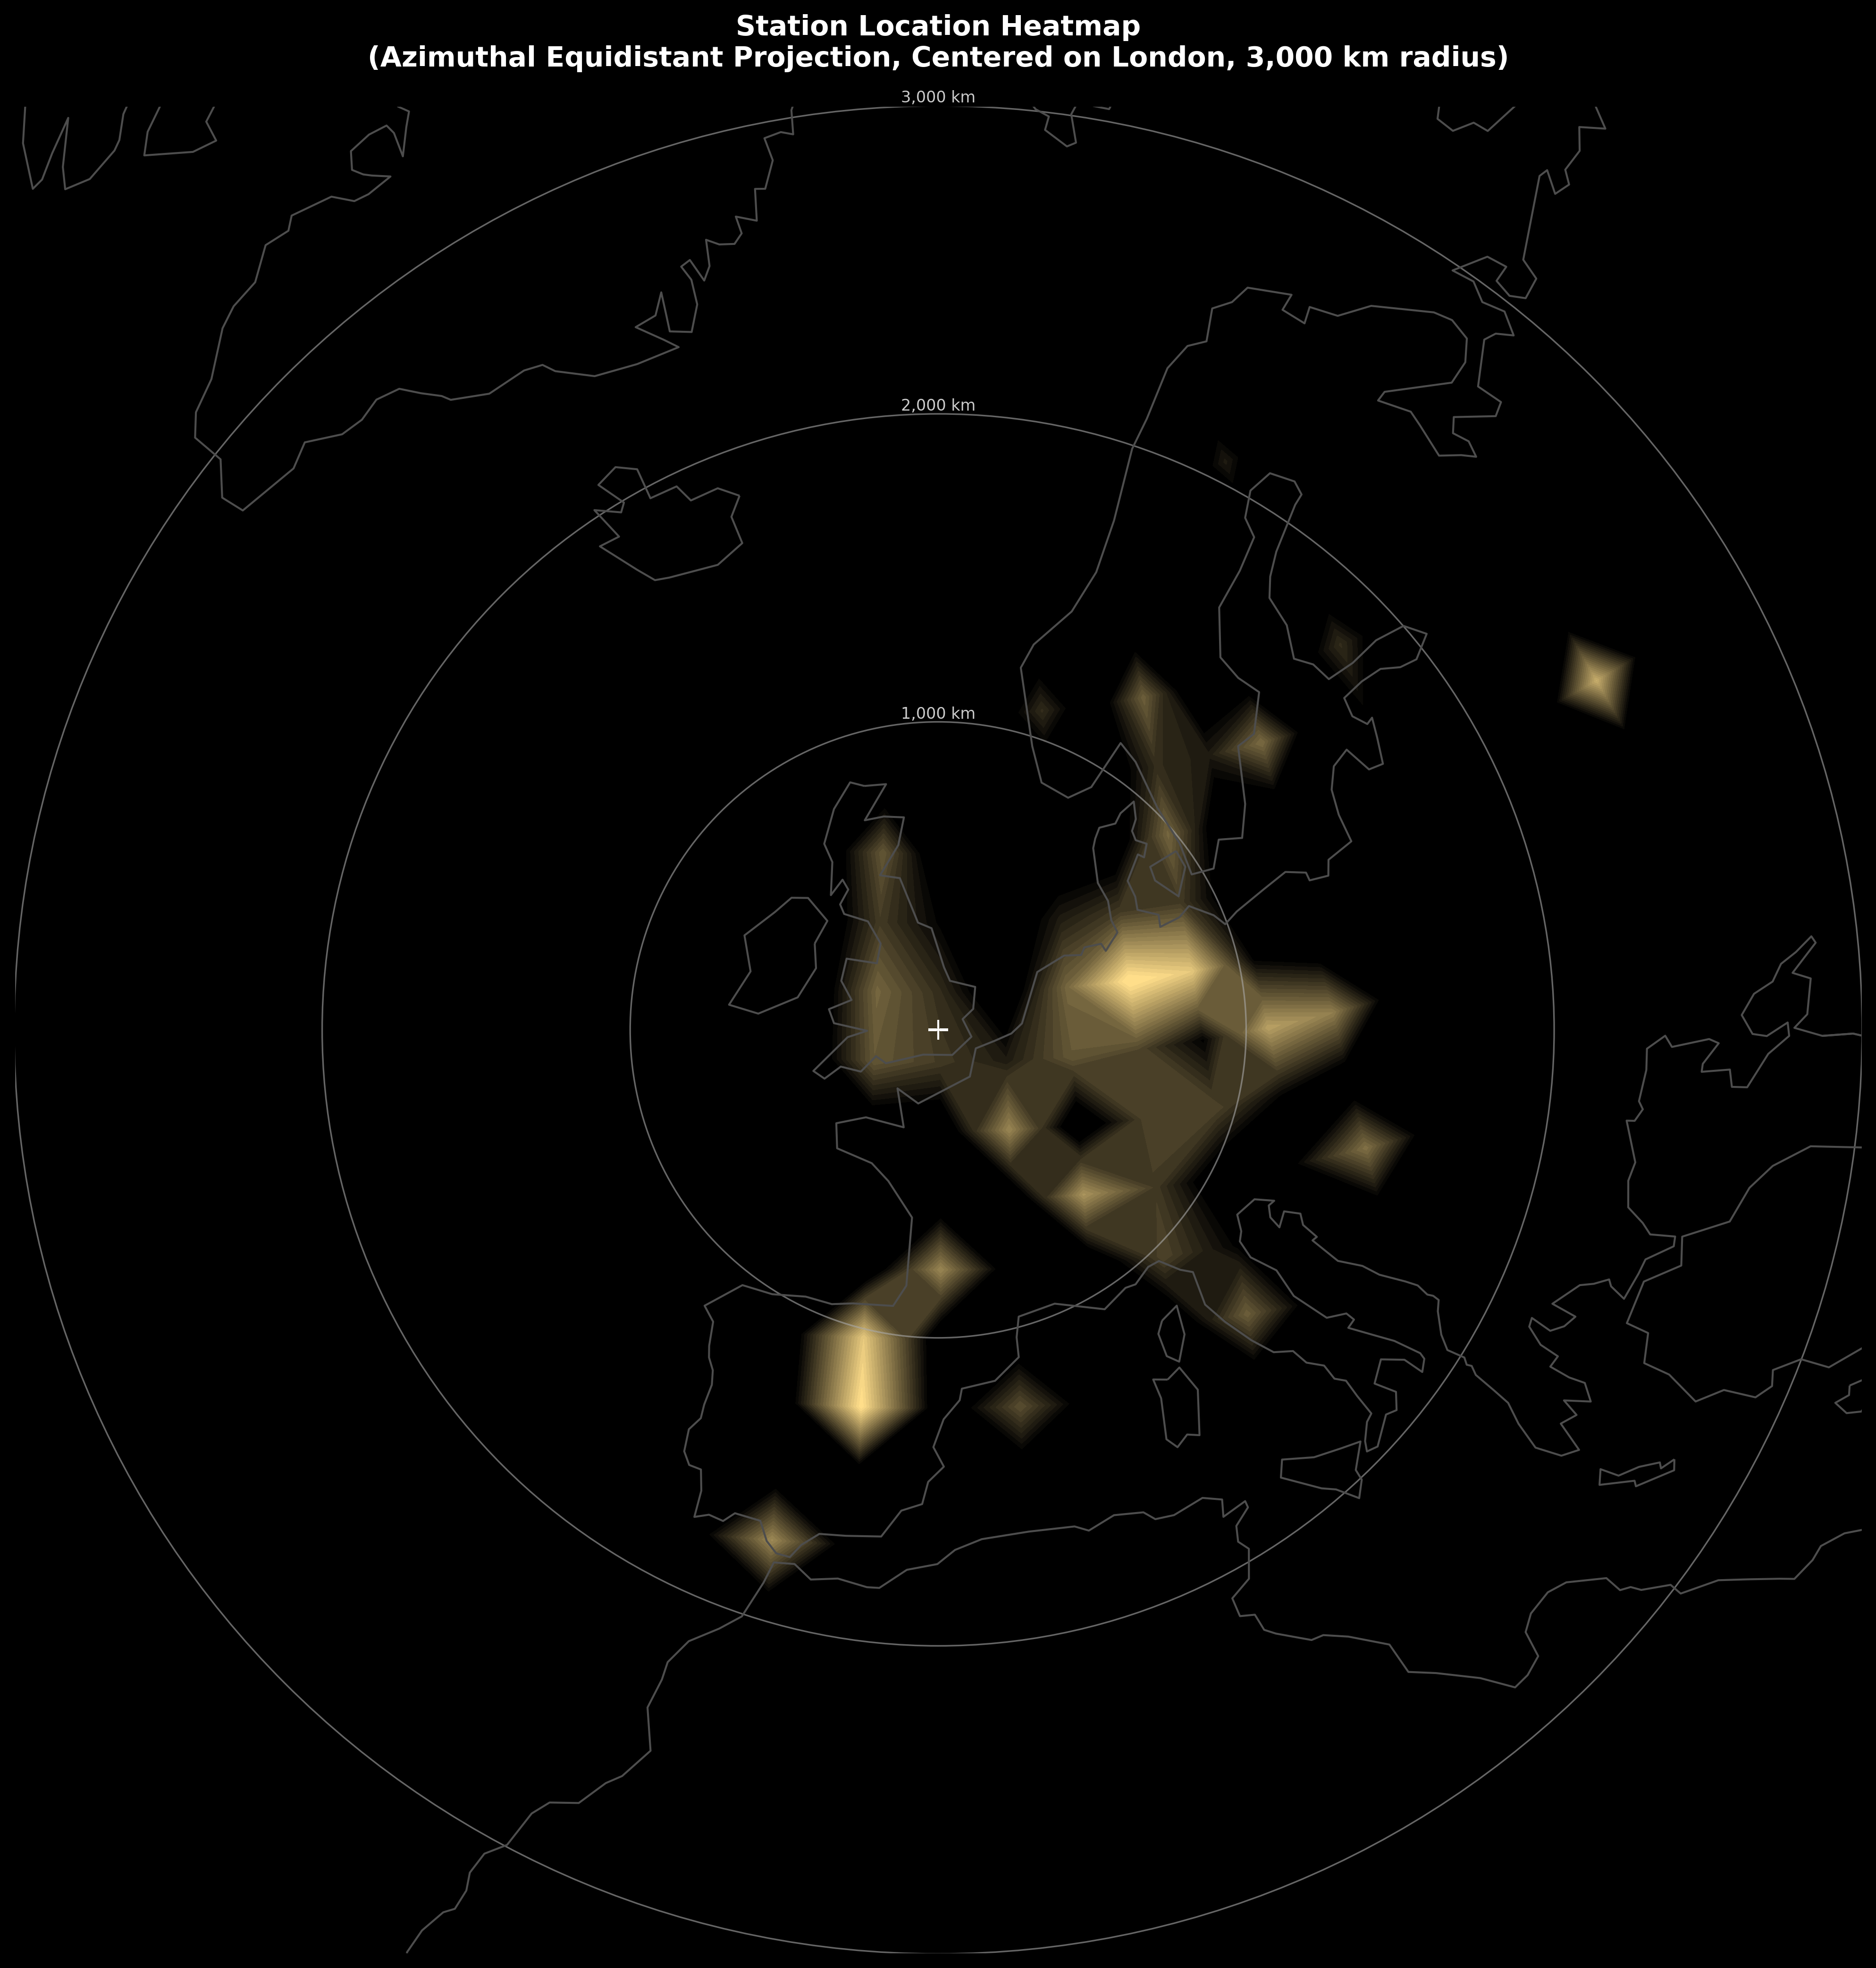 Station Location Heatmap
(Azimuthal Equidistant Projection, Centered on London, 3,000 km radius)
3,000 km
2,000 km
1,000 km